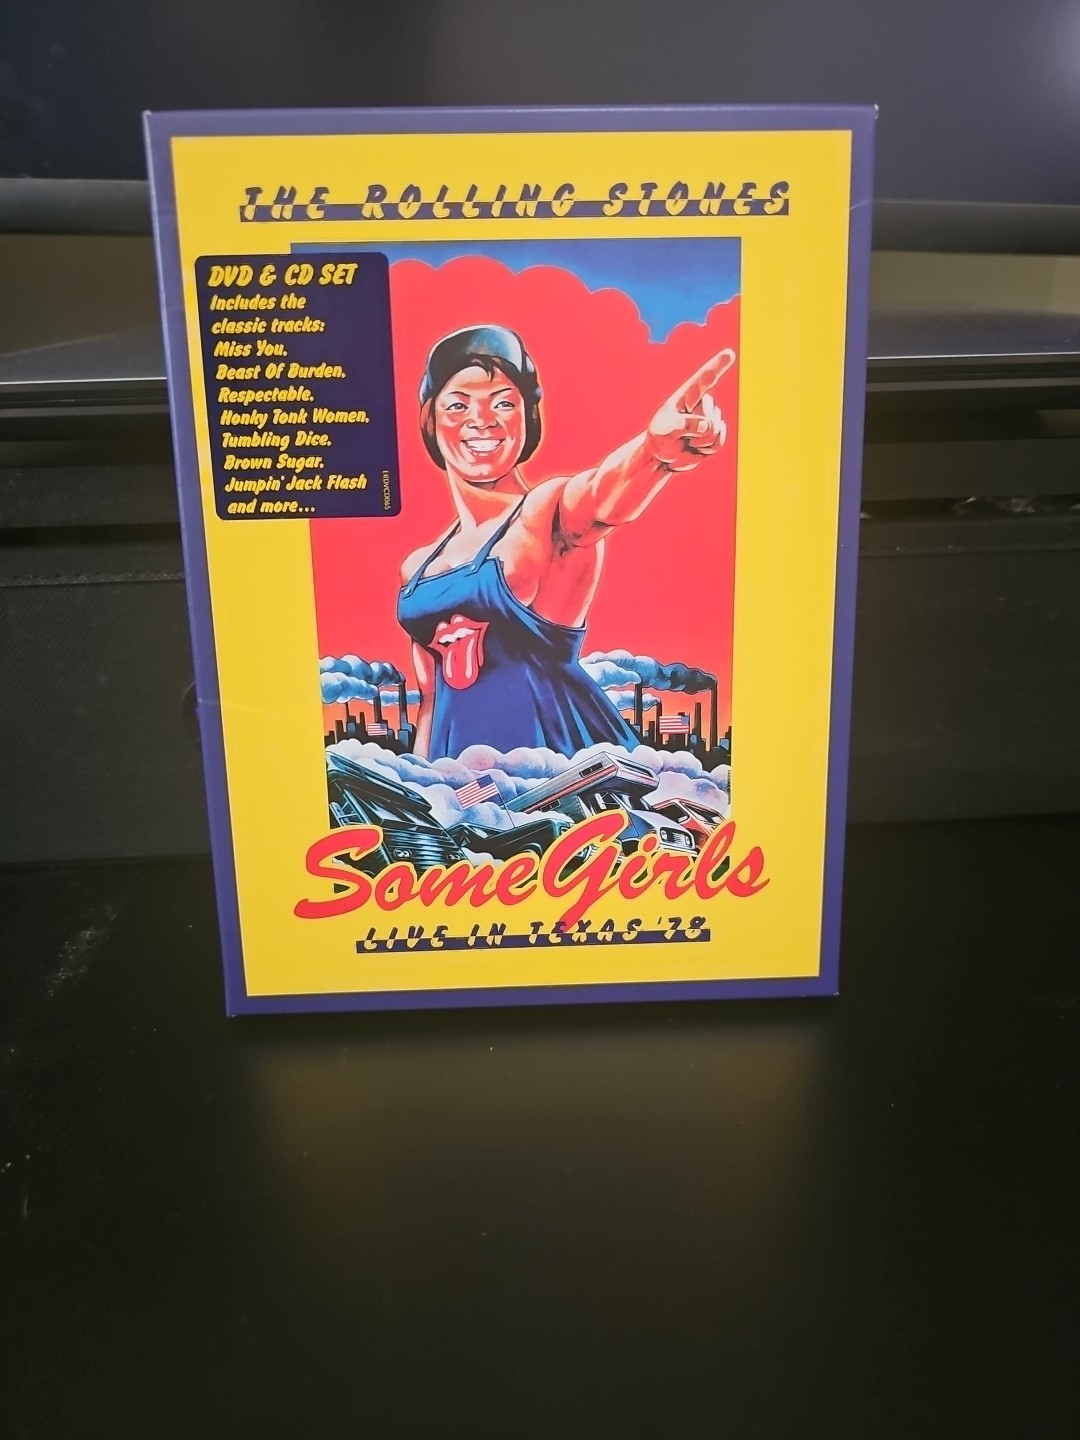 THE ROLLING STONES
DVD & CD SET
Includes the
classic tracks:
Miss You,
Beast Of Burden,
Respectable,
Honky Tonk Women,
Tumbling Dice,
Brown Sugar,
Jumpin' Jack Flash
and more...
ERDVCD065
Some Girls
LIVE IN TEXAS '78